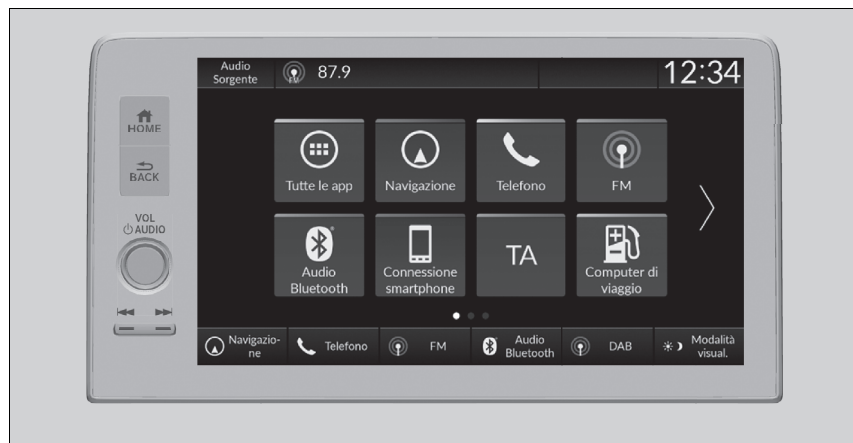 Audio
Sorgente
FM
87.9
12:34
HOME
BACK
VOL
AUDIO
Tutte le app
Navigazione
Telefono
FM
Audio
Bluetooth
Connessione
smartphone
TA
Computer di
viaggio
Navigazio-
ne
Telefono
FM
Audio
Bluetooth
DAB
Modalità
visual.